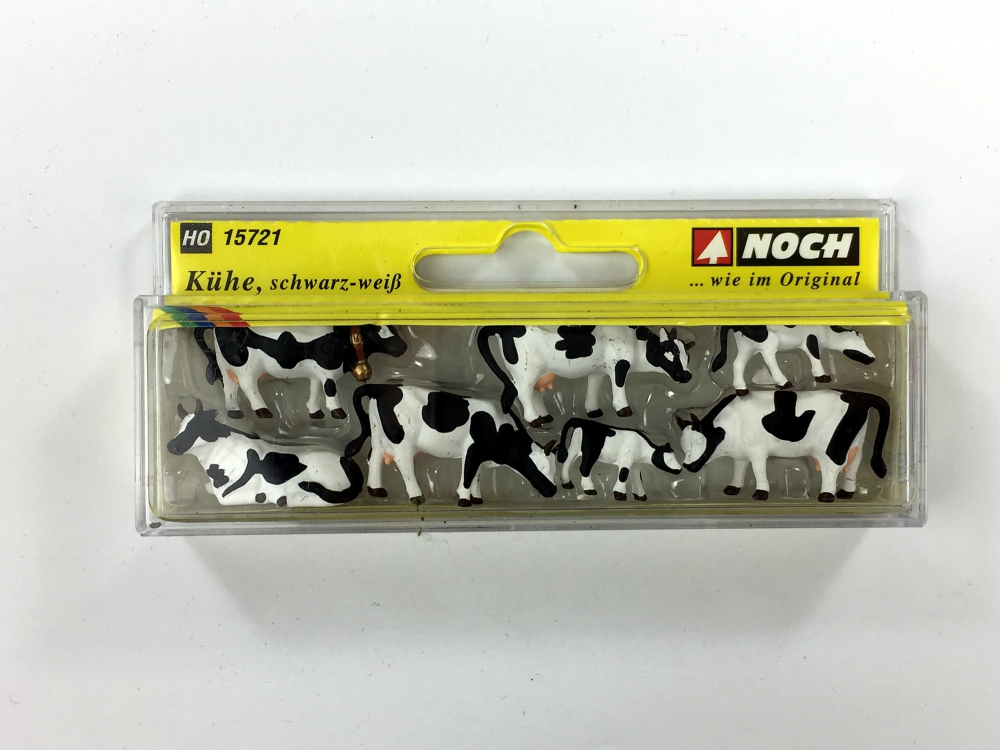 HO 15721
Kühe, schwarz-weiß
NOCH
... wie im Original